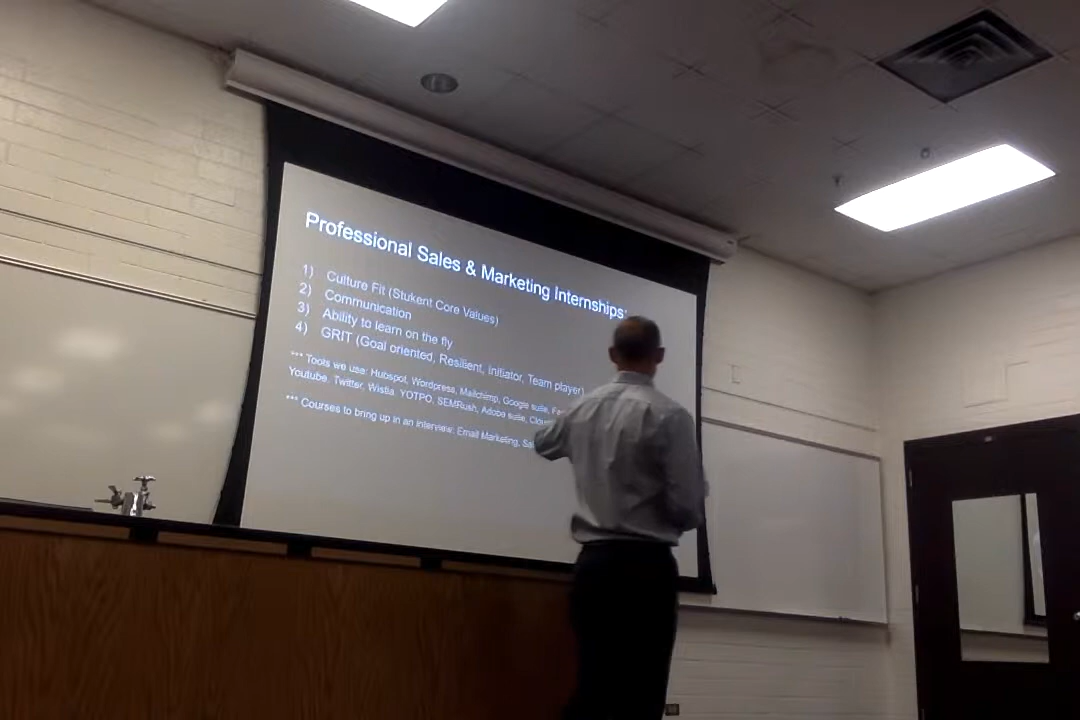 Professional Sales & Marketing Internships:
1) Culture Fit (Stukent Core Values)
2) Communication
3) Ability to learn on the fly
4) GRIT (Goal oriented, Resilient, Initiator, Team player)
*** Tools we use: Hubspot, Wordpress, Mailchimp, Google suite,
Youtube, Twitter, Wistia, YOTPO, SEMRush, Adobe suite,
*** Courses to bring up in an interview: Email Marketing,